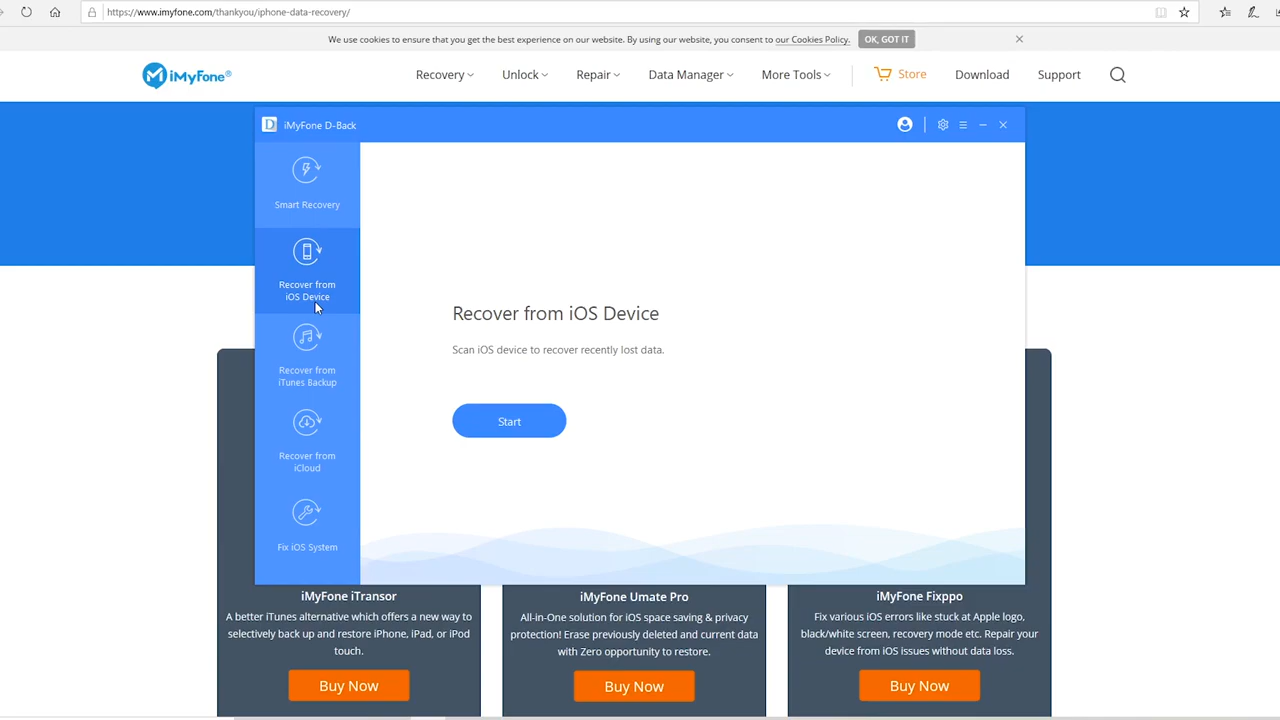 https://www.imyfone.com/thankyou/iphone-data-recovery/
We use cookies to ensure that you get the best experience on our website. By using our website, you consent to our Cookies Policy.
OK, GOT IT
iMyFone®
Recovery
Unlock
Repair
Data Manager
More Tools
Store
Download
Support
D
iMyFone D-Back
Smart Recovery
Recover from
iOS Device
Recover from
iTunes Backup
Recover from
iCloud
Fix iOS System
Recover from iOS Device
Scan iOS device to recover recently lost data.
Start
iMyFone iTransor
A better iTunes alternative which offers a new way to
selectively back up and restore iPhone, iPad, or iPod
touch.
Buy Now
iMyFone Umate Pro
All-in-One solution for iOS space saving & privacy
protection! Erase previously deleted and current data
with Zero opportunity to restore.
Buy Now
iMyFone Fixppo
Fix various iOS errors like stuck at Apple logo,
black/white screen, recovery mode etc. Repair your
device from iOS issues without data loss.
Buy Now